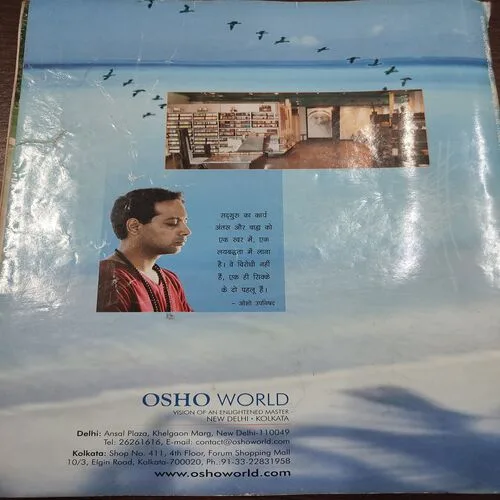 सद्गुरु का कार्य
अंतस और बाह्य को
एक स्वर में, एक
लयबद्धता में लाना
है। वे विरोधी नहीं
हैं, एक ही सिक्के
के दो पहलू हैं।
- ओशो उपनिषद
OSHO WORLD
VISION OF AN ENLIGHTENED MASTER
NEW DELHI • KOLKATA
Delhi: Ansal Plaza, Khelgaon Marg, New Delhi-110049
Tel: 26261616, E-mail: contact@oshoworld.com
Kolkata: Shop No. 411, 4th Floor, Forum Shopping Mall
10/3, Elgin Road, Kolkata-700020, Ph.:91-33-22831958
www.oshoworld.com